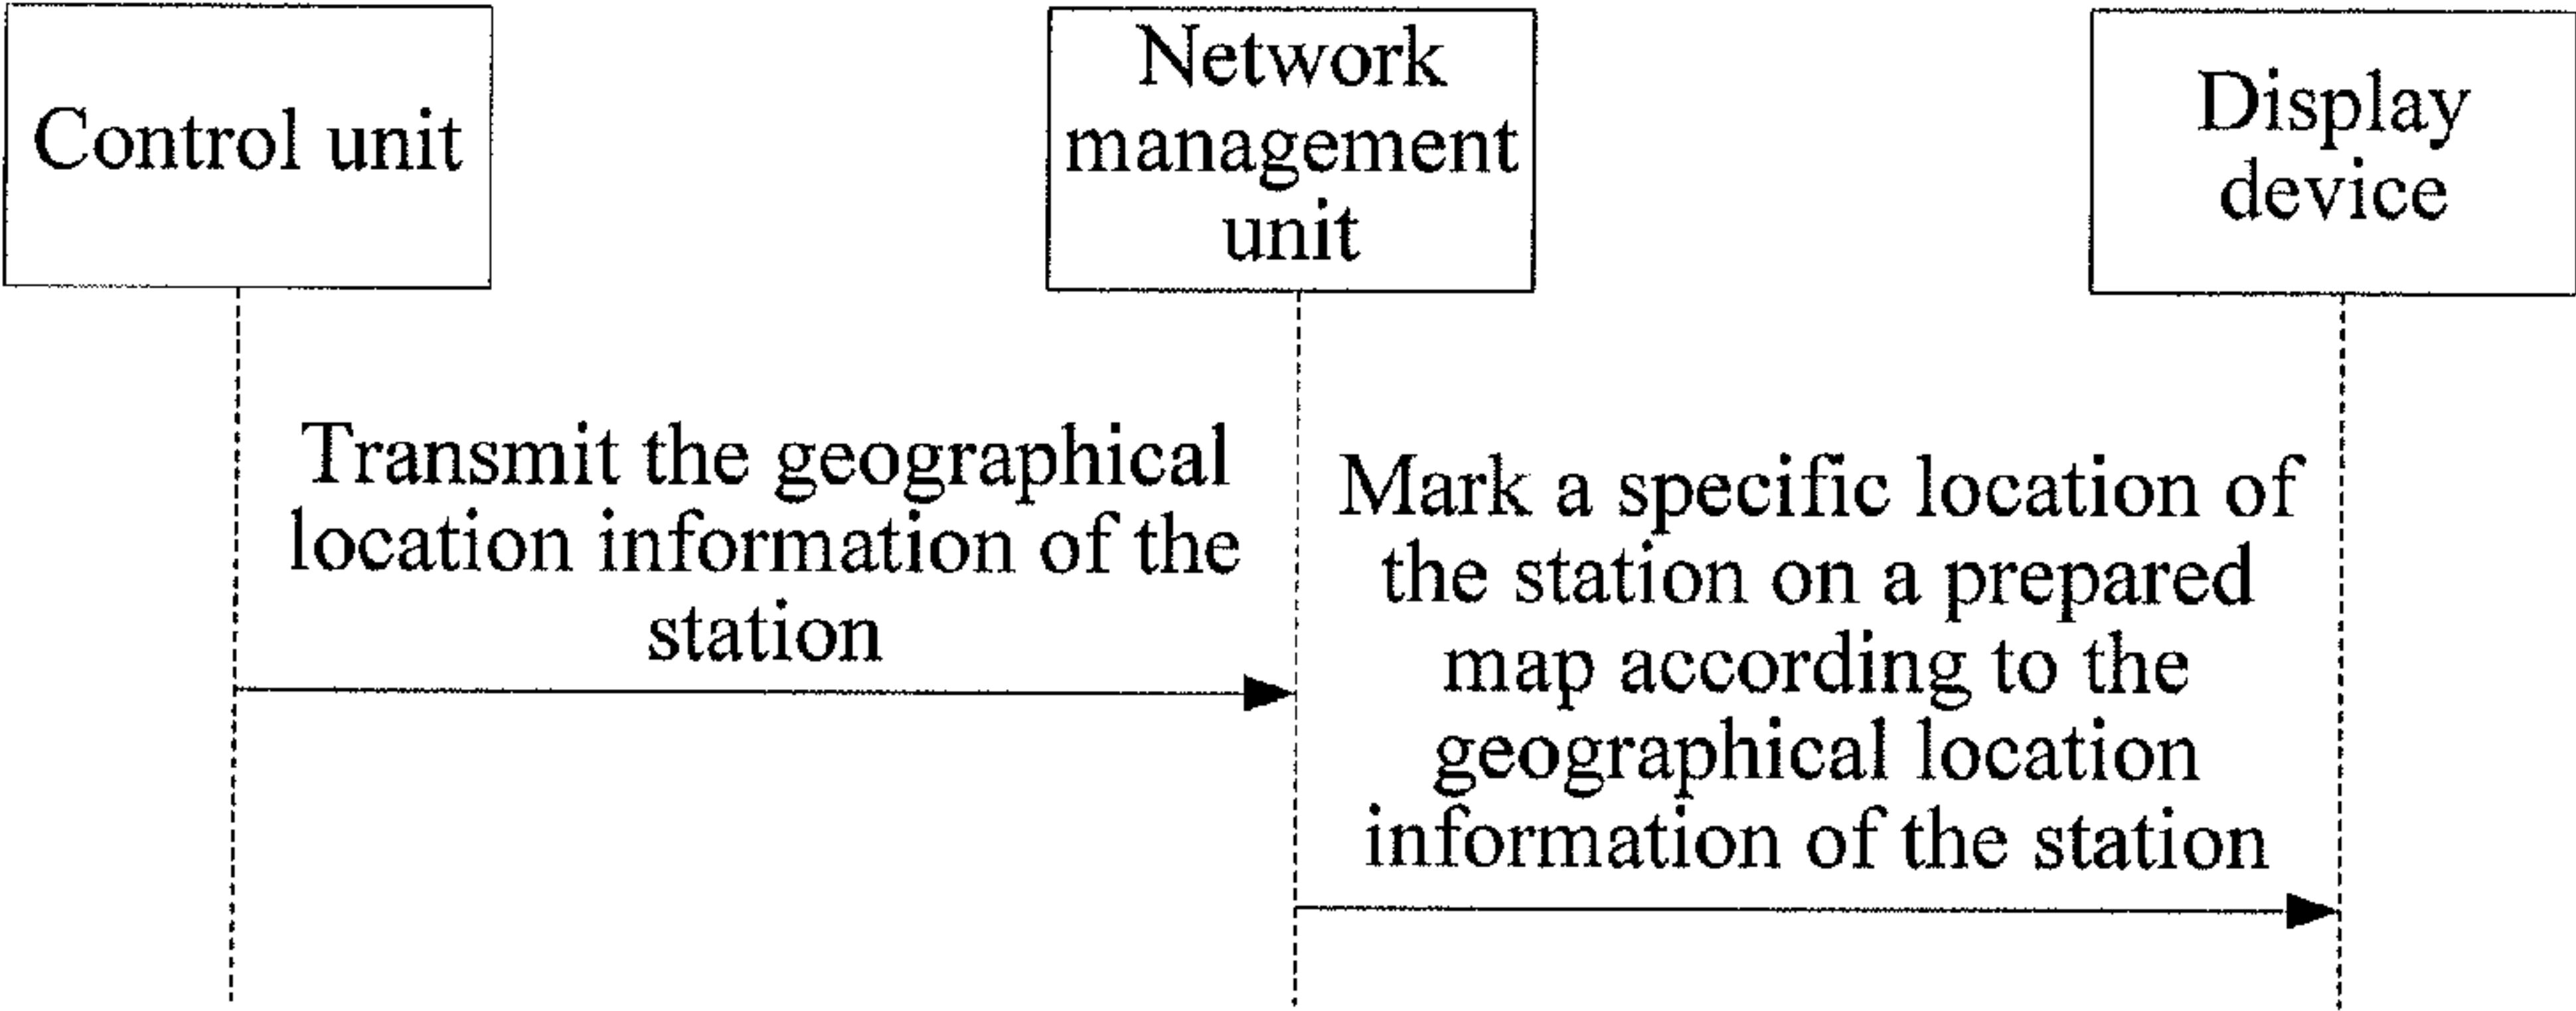 Control unit
Network
management
unit
Display
device
Transmit the geographical
location information of the
station
Mark a specific location of
the station on a prepared
map according to the
geographical location
information of the station